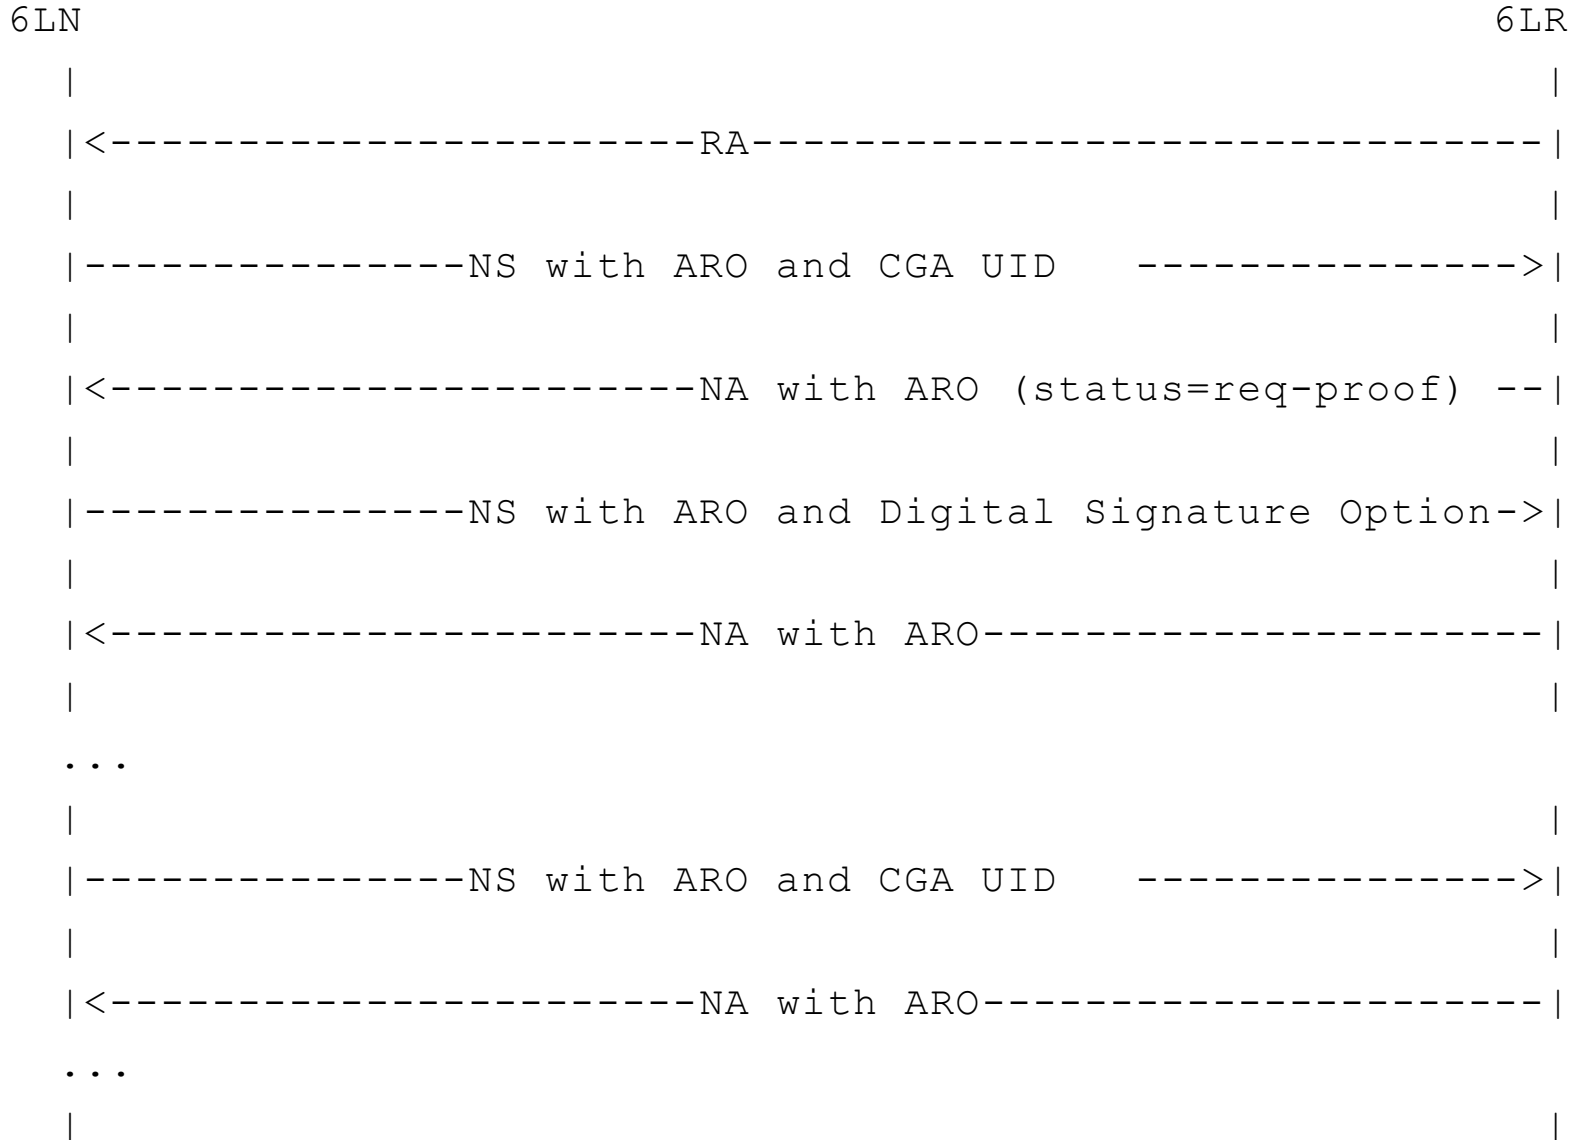 6LN 6LR
| |
|<-----------------------RA-------------------------------|
| |
|---------------NS with ARO and CGA UID --------------->|
| |
|<-----------------------NA with ARO (status=req-proof) --|
| |
|---------------NS with ARO and Digital Signature Option->|
| |
|<-----------------------NA with ARO----------------------|
| |
...
| |
|---------------NS with ARO and CGA UID --------------->|
| |
|<-----------------------NA with ARO----------------------|
...
| |